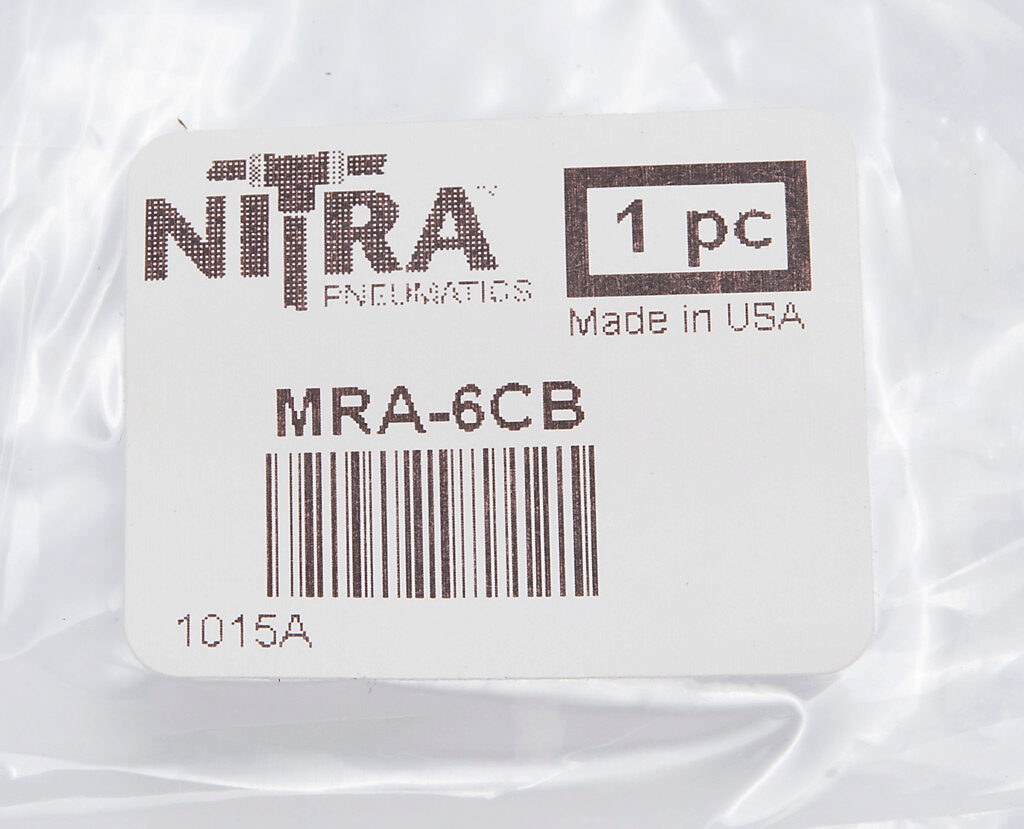 NITRA™
PNEUMATICS
1 pc
Made in USA
MRA-6CB
1015A